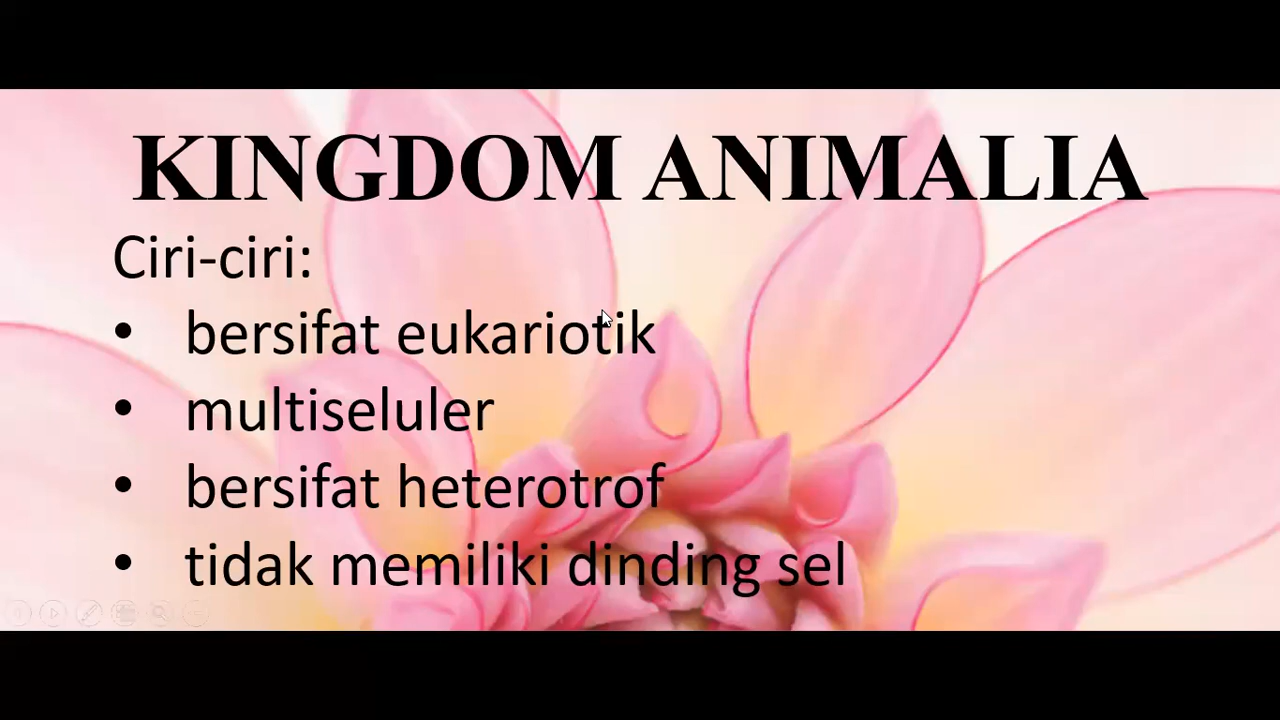 KINGDOM ANIMALIA
Ciri-ciri:
• bersifat eukariotik
• multiseluler
• bersifat heterotrof
• tidak memiliki dinding sel